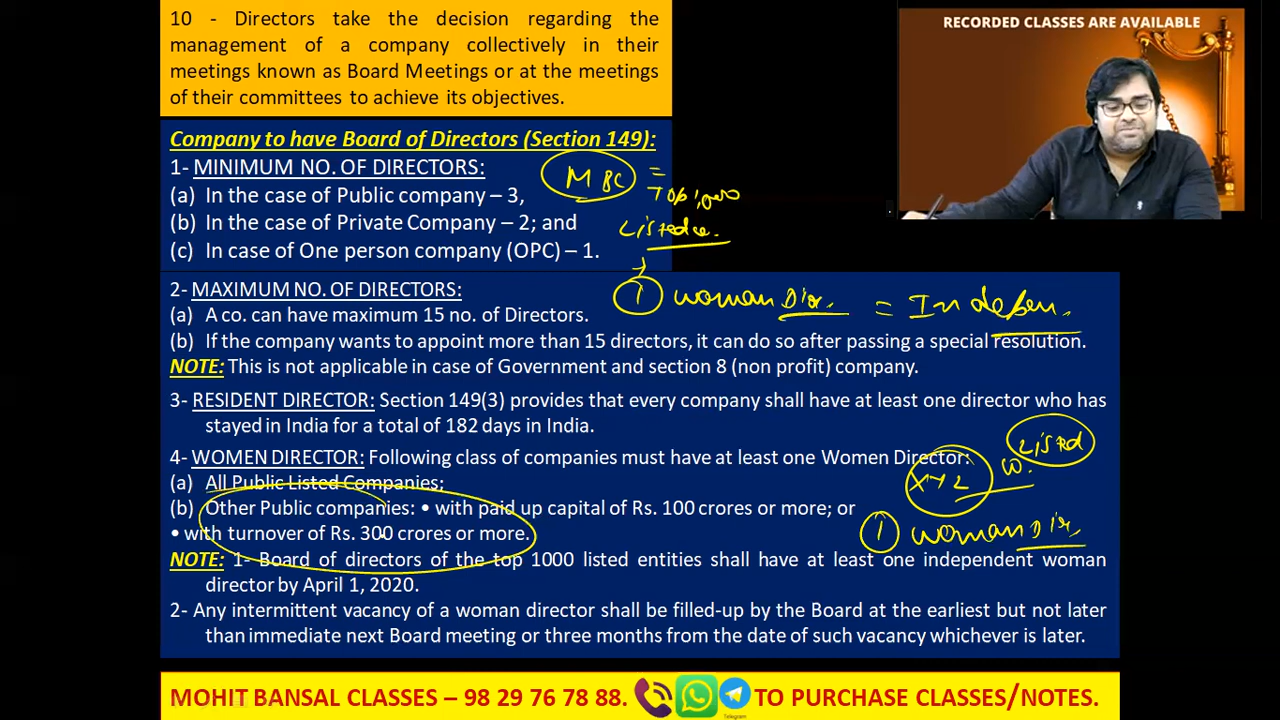 10 - Directors take the decision regarding the
management of a company collectively in their
meetings known as Board Meetings or at the meetings
of their committees to achieve its objectives.
RECORDED CLASSES ARE AVAILABLE
Company to have Board of Directors (Section 149):
1- MINIMUM NO. OF DIRECTORS:
(a) In the case of Public company – 3,
(b) In the case of Private Company – 2; and
(c) In case of One person company (OPC) – 1.
MBC =
Top 1,000
Listed co.
1 woman Dir. = Indepen.
2- MAXIMUM NO. OF DIRECTORS:
(a) A co. can have maximum 15 no. of Directors.
(b) If the company wants to appoint more than 15 directors, it can do so after passing a special resolution.
NOTE: This is not applicable in case of Government and section 8 (non profit) company.
3- RESIDENT DIRECTOR: Section 149(3) provides that every company shall have at least one director who has
stayed in India for a total of 182 days in India.
4- WOMEN DIRECTOR: Following class of companies must have at least one Women Director:
(a) All Public Listed Companies;
(b) Other Public companies: • with paid up capital of Rs. 100 crores or more; or
• with turnover of Rs. 300 crores or more.
Listed
XYZ
1 woman Dir.
NOTE: 1- Board of directors of the top 1000 listed entities shall have at least one independent woman
director by April 1, 2020.
2- Any intermittent vacancy of a woman director shall be filled-up by the Board at the earliest but not later
than immediate next Board meeting or three months from the date of such vacancy whichever is later.
MOHIT BANSAL CLASSES – 98 29 76 78 88. TO PURCHASE CLASSES/NOTES.
Telegram